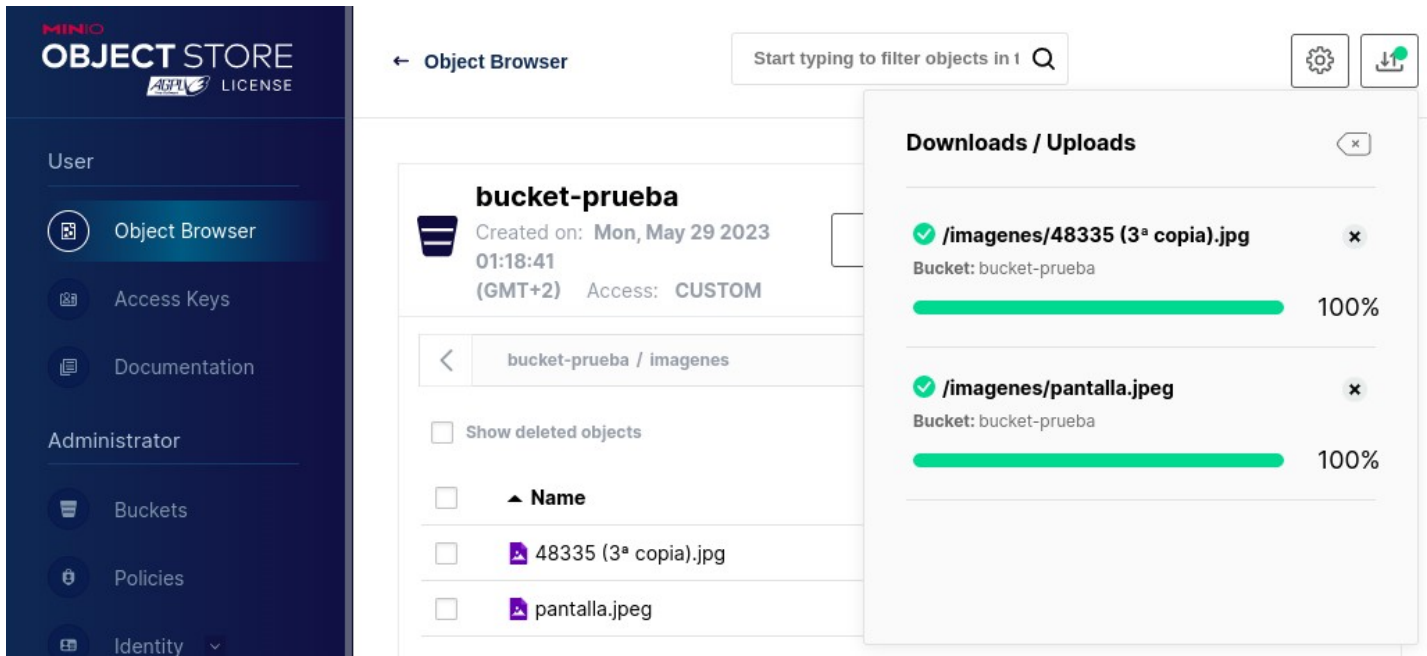 MINIO
OBJECT STORE
AGPLV3 LICENSE
User
Object Browser
Access Keys
Documentation
Administrator
Buckets
Policies
Identity
← Object Browser
Start typing to filter objects in t
bucket-prueba
Created on: Mon, May 29 2023
01:18:41
(GMT+2) Access: CUSTOM
bucket-prueba / imagenes
Show deleted objects
Name
48335 (3ª copia).jpg
pantalla.jpeg
Downloads / Uploads
/imagenes/48335 (3ª copia).jpg
Bucket: bucket-prueba
100%
/imagenes/pantalla.jpeg
Bucket: bucket-prueba
100%